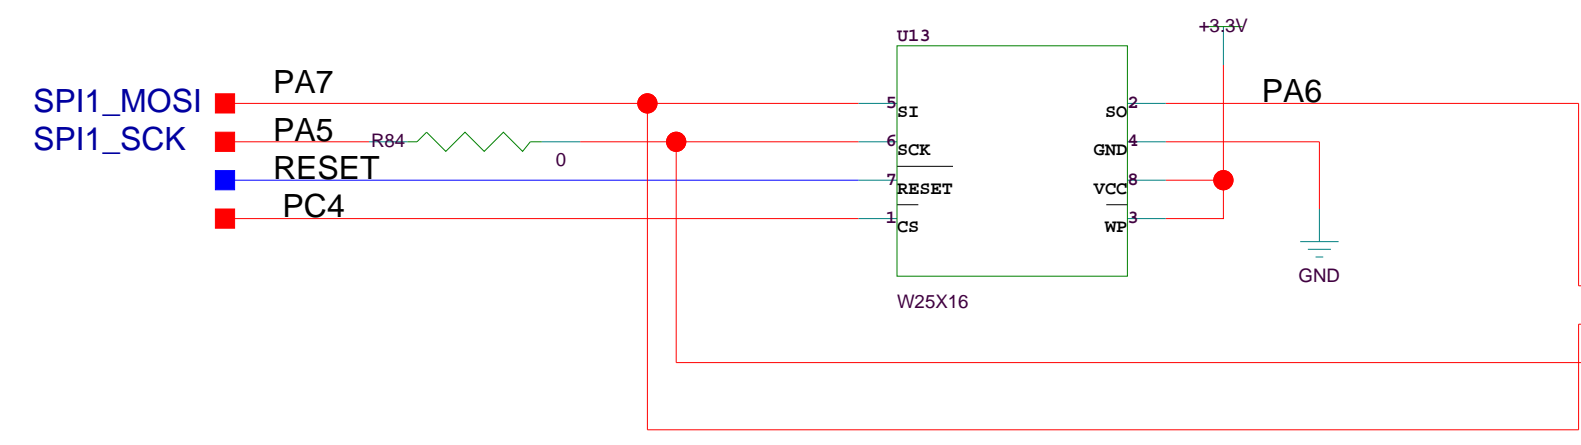 +3.3V
U13
PA7
SPI1_MOSI
5
SI
SO
2
PA6
PA5
SPI1_SCK
R84
0
6
SCK
GND
4
RESET
7
RESET
VCC
8
PC4
1
CS
WP
3
GND
W25X16